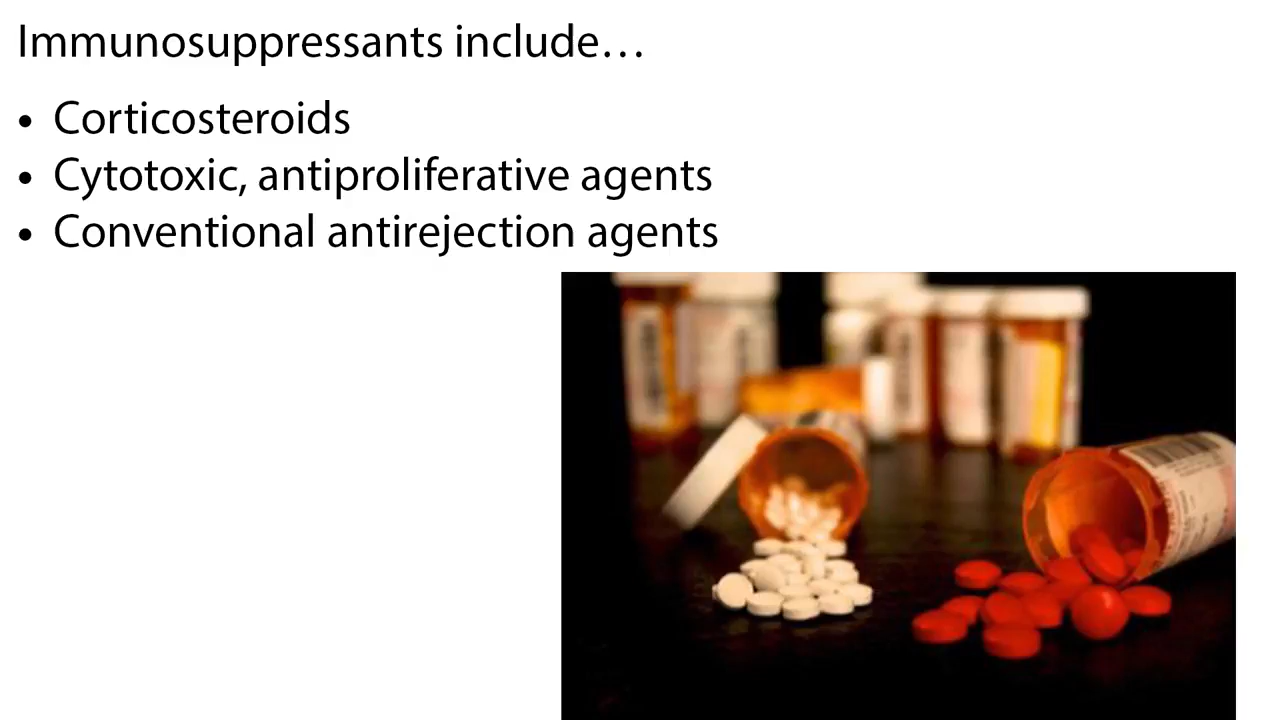 Immunosuppressants include…
• Corticosteroids
• Cytotoxic, antiproliferative agents
• Conventional antirejection agents